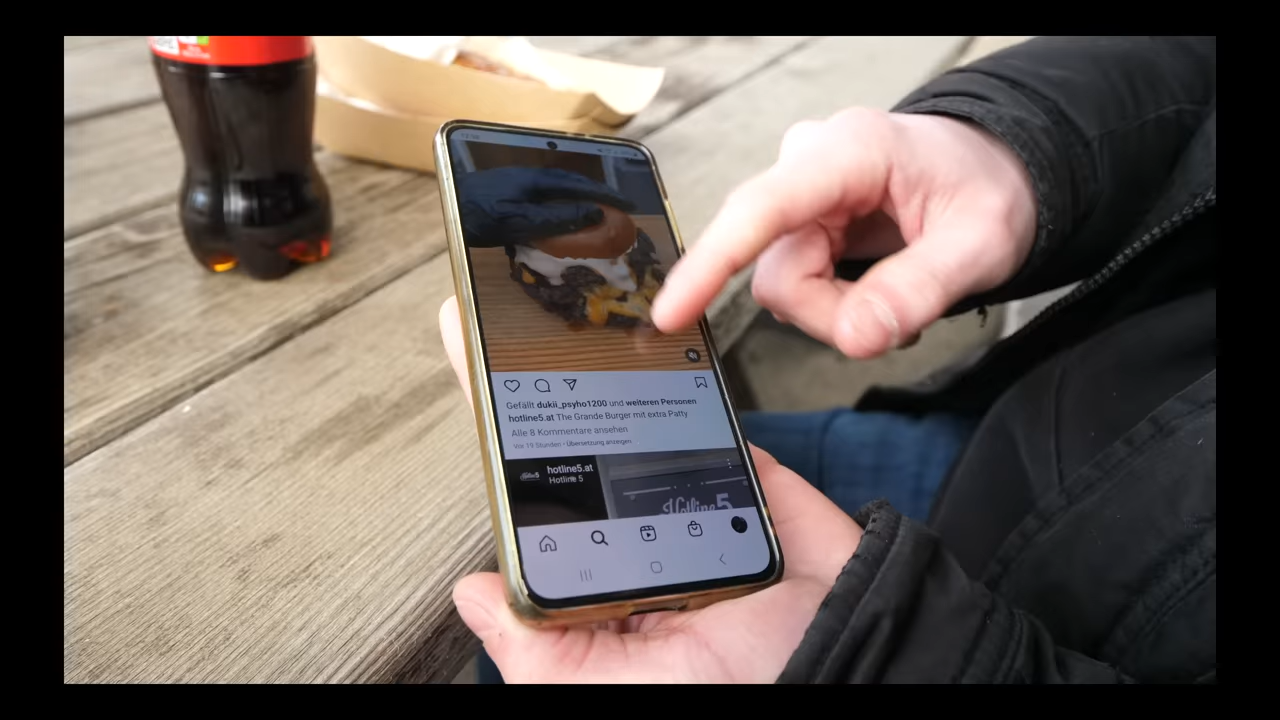 Gefällt dukii_psyho1200 und weiteren Personen
hotline5.at The Grande Burger mit extra Patty
Alle 8 Kommentare ansehen
Vor 19 Stunden • Übersetzung anzeigen
hotline5.at
Hotline 5
Hotline5